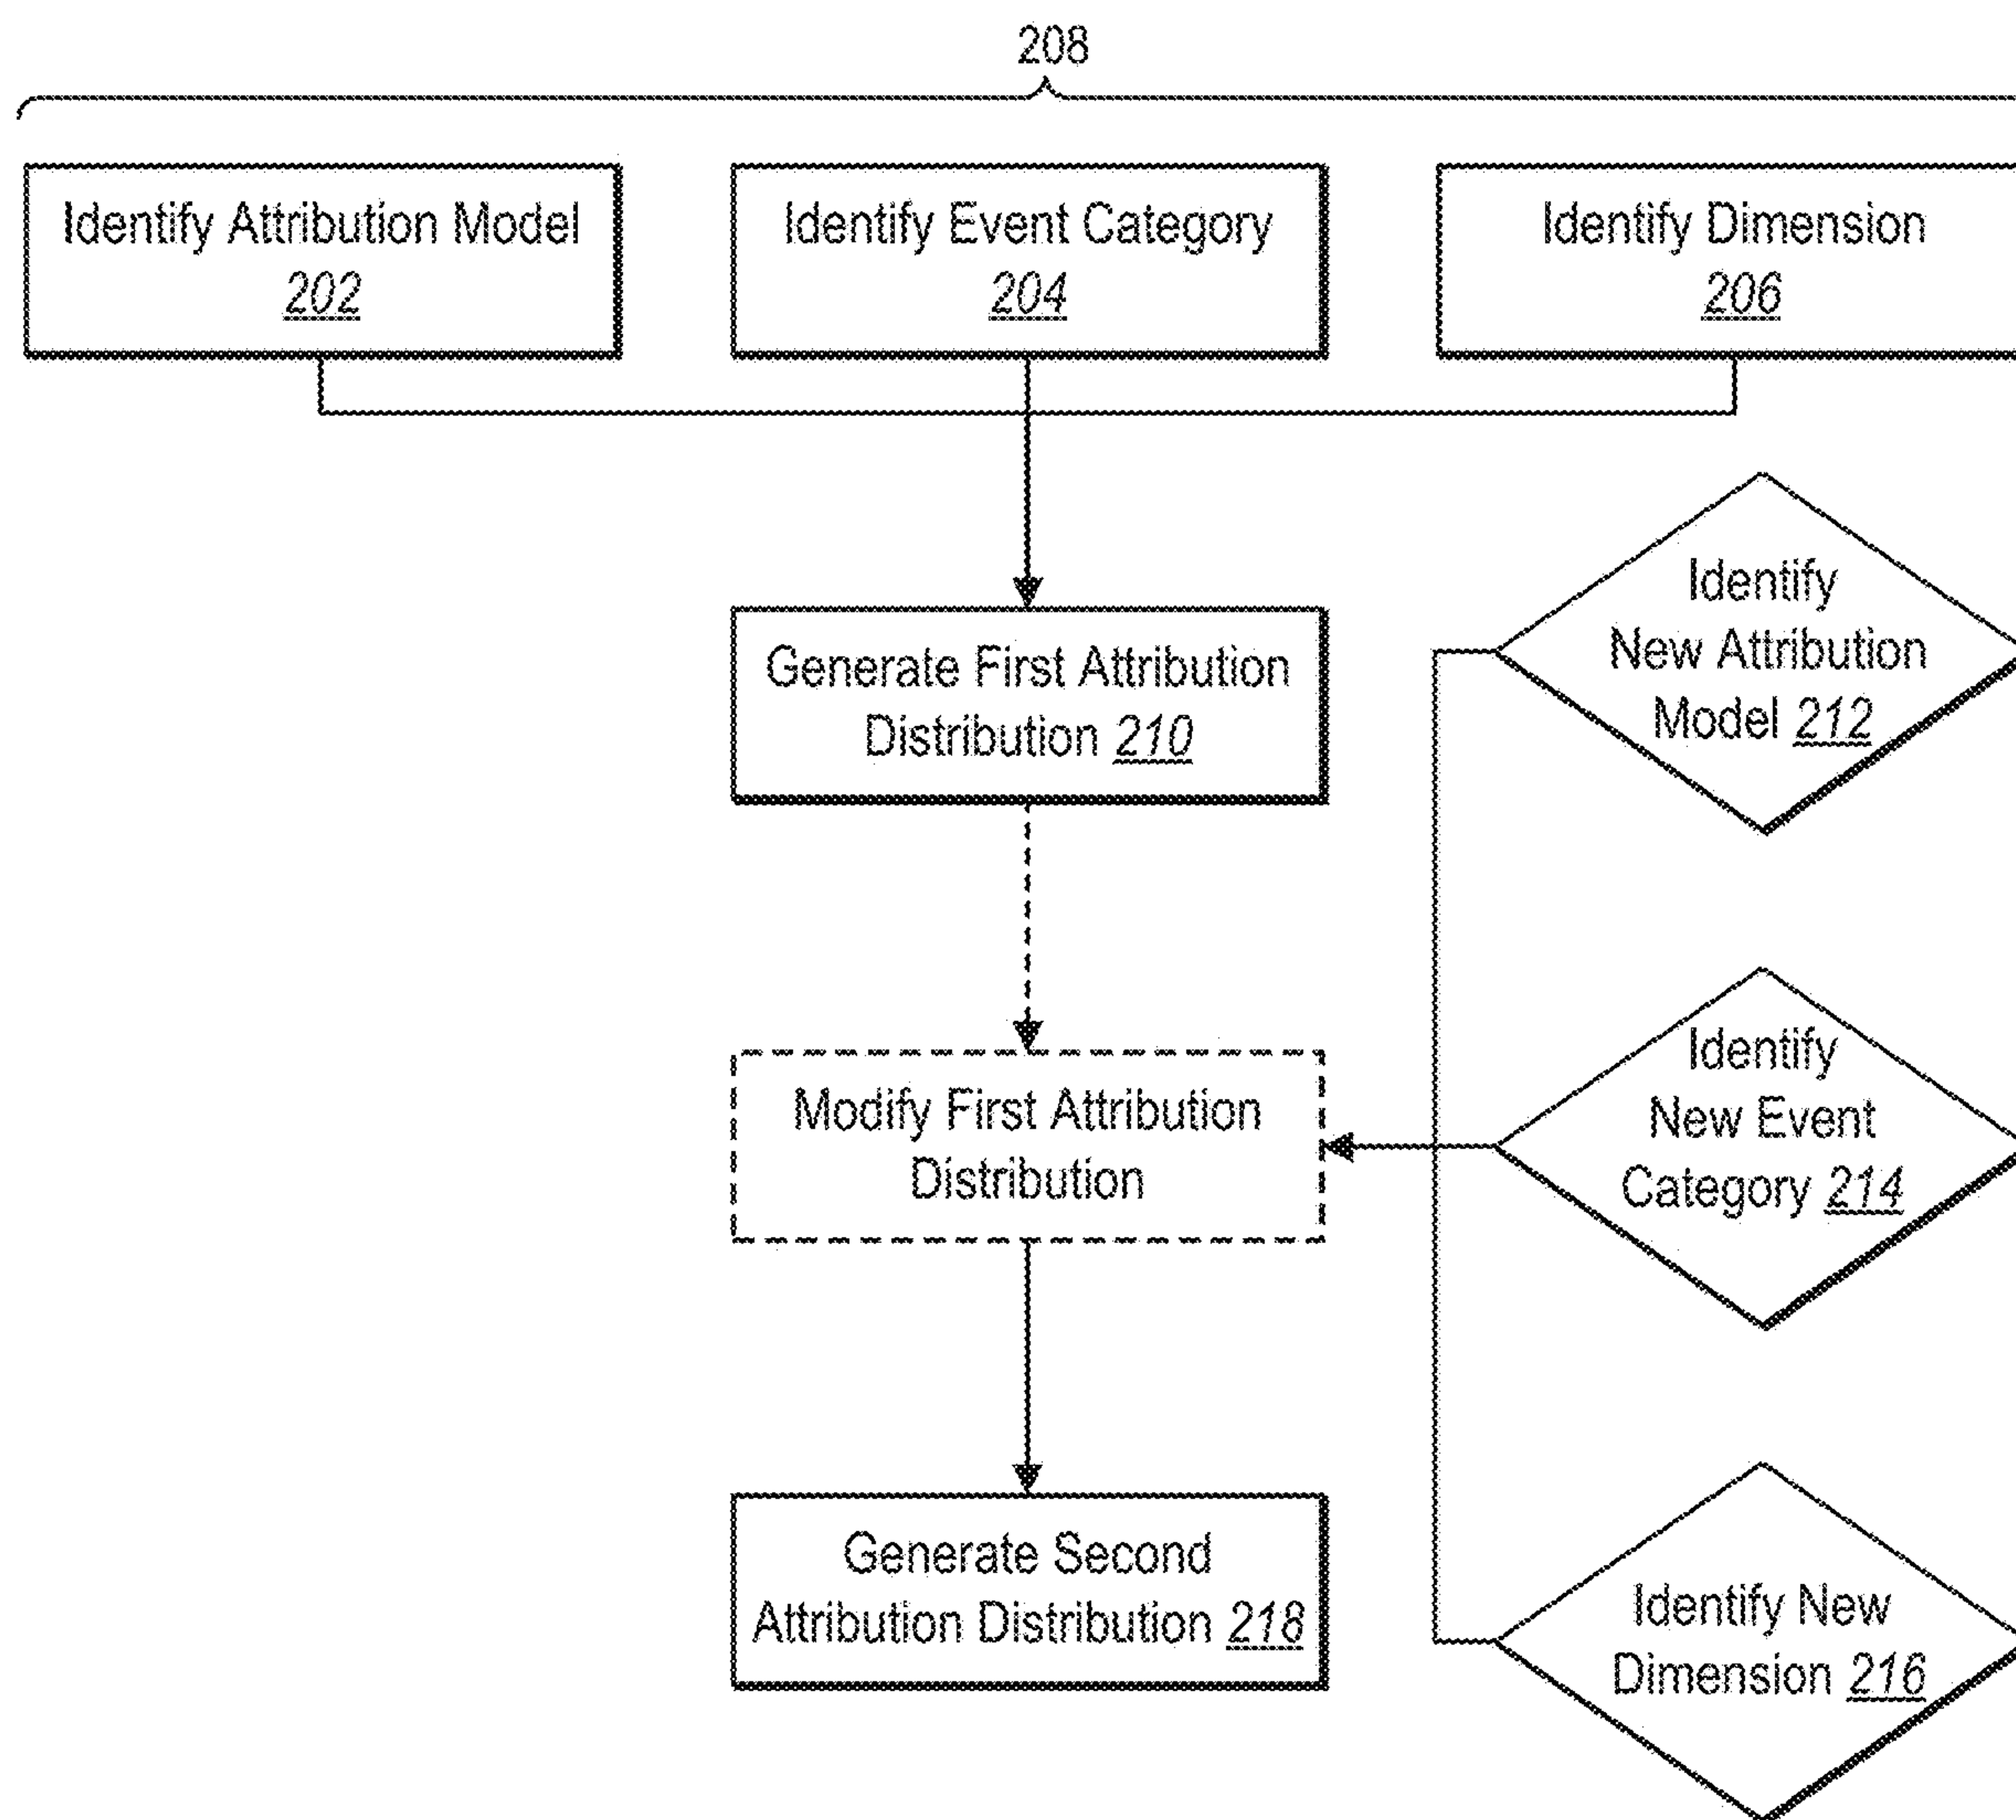 208
Identify Attribution Model
202
Identify Event Category
204
Identify Dimension
206
Generate First Attribution
Distribution 210
Identify
New Attribution
Model 212
Modify First Attribution
Distribution
Identify
New Event
Category 214
Generate Second
Attribution Distribution 218
Identify New
Dimension 216